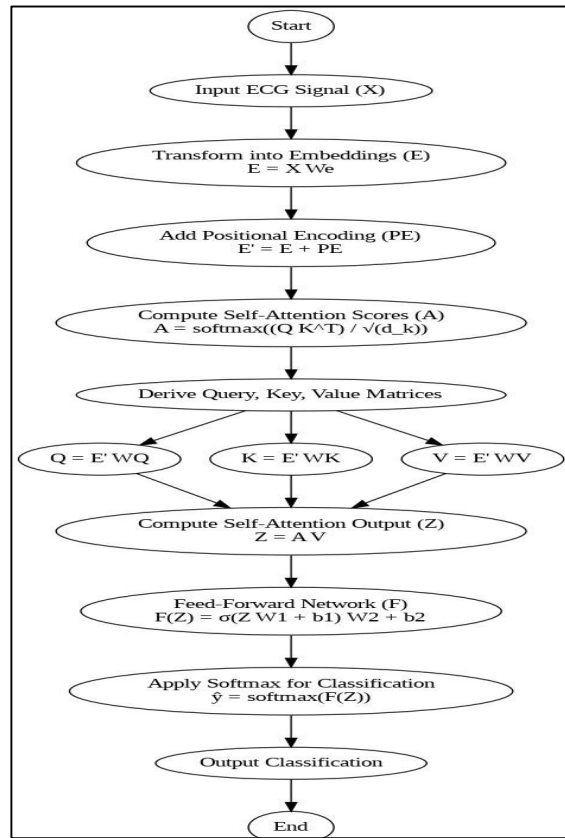 Start
Input ECG Signal (X)
Transform into Embeddings (E)
E = X We
Add Positional Encoding (PE)
E' = E + PE
Compute Self-Attention Scores (A)
A = softmax((Q K^T) / √(d_k))
Derive Query, Key, Value Matrices
Q = E' WQ
K = E' WK
V = E' WV
Compute Self-Attention Output (Z)
Z = A V
Feed-Forward Network (F)
F(Z) = σ(Z W1 + b1) W2 + b2
Apply Softmax for Classification
ŷ = softmax(F(Z))
Output Classification
End